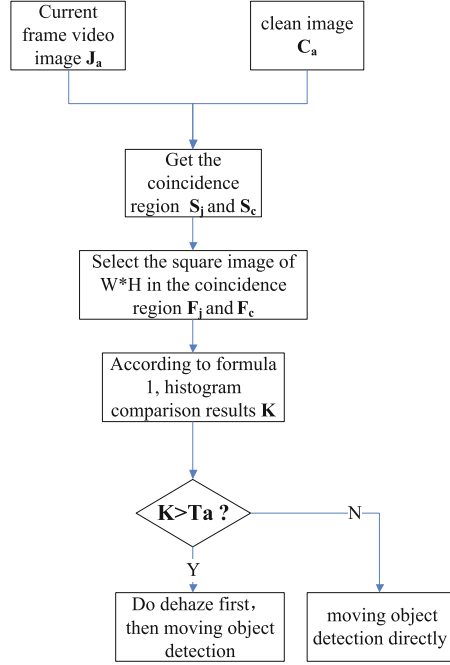 Current
frame video
image Ja
clean image
Ca
Get the
coincidence
region Sj and Sc
Select the square image of
W*H in the coincidence
region Fj and Fc
According to formula
1, histogram
comparison results K
K>Ta ?
N
Y
Do dehaze first,
then moving object
detection
moving object
detection directly